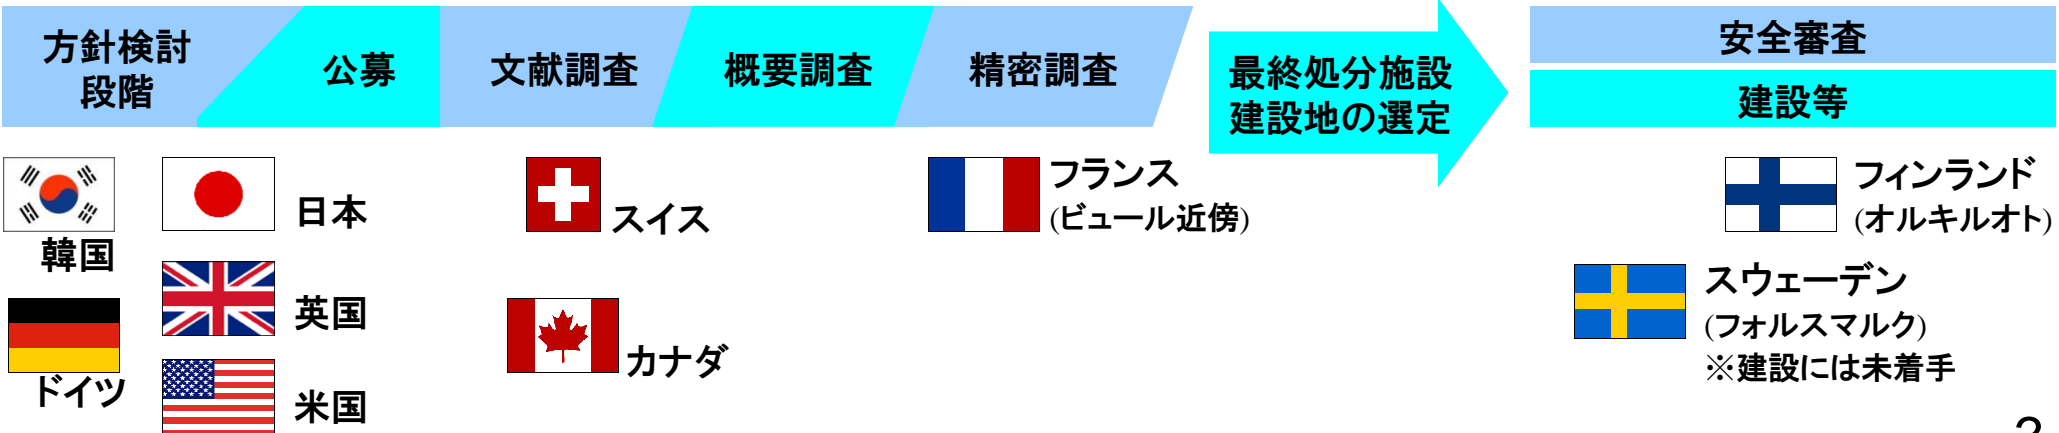 方針検討
段階
公募
文献調査
概要調査
精密調査
最終処分施設
建設地の選定
安全審査
建設等
韓国
ドイツ
日本
英国
米国
スイス
カナダ
フランス
(ビュール近傍)
フィンランド
(オルキルオト)
スウェーデン
(フォルスマルク)
※建設には未着手